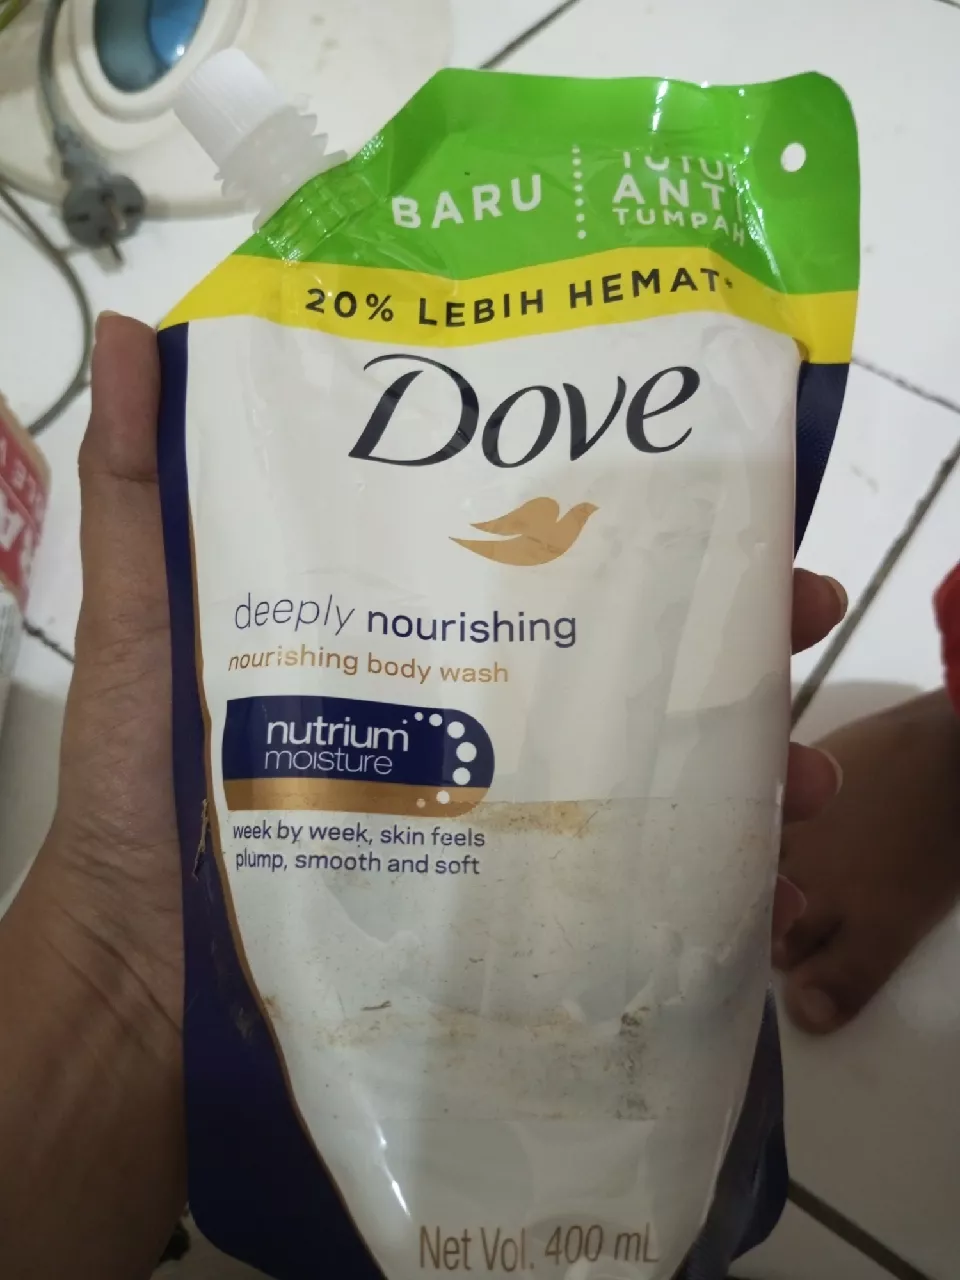 BARU
TUTUP
ANTI
TUMPAH
20% LEBIH HEMAT*
Dove
deeply nourishing
nourishing body wash
nutrium
moisture
week by week, skin feels
plump, smooth and soft
Net Vol. 400 mL